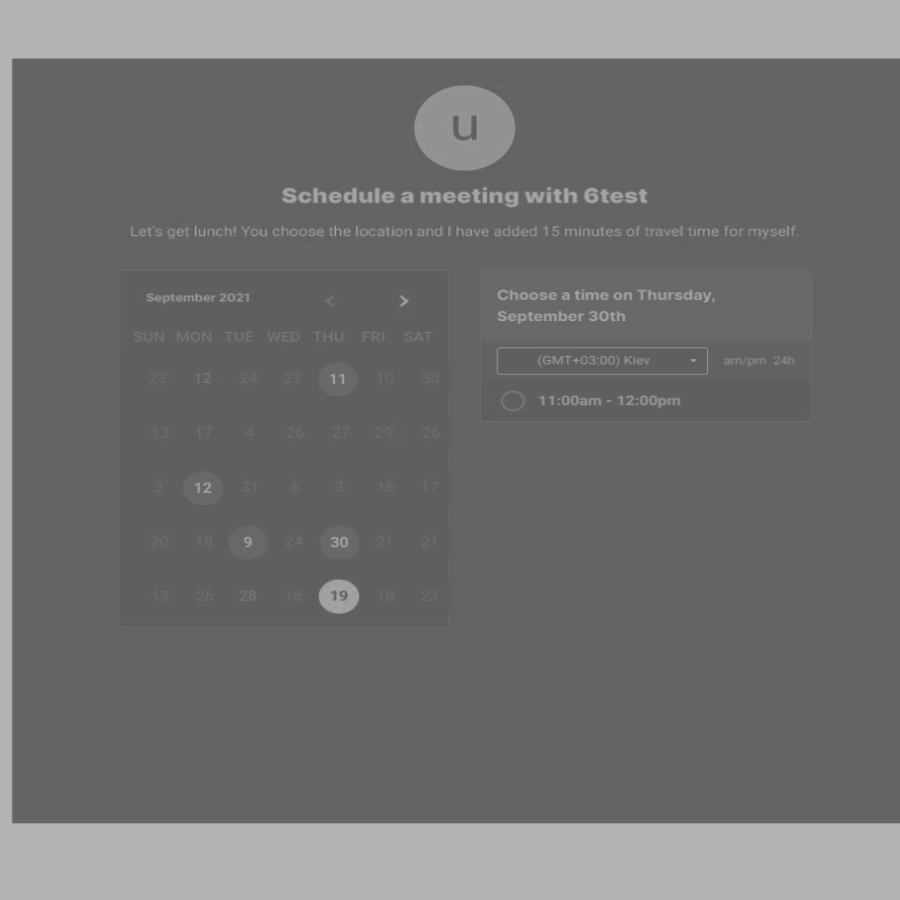 u
Schedule a meeting with 6test
Let's get lunch! You choose the location and I have added 15 minutes of travel time for myself.
September 2021 < >
SUN MON TUE WED THU FRI SAT
23 12 24 22 11 10 30
13 17 4 26 27 29 26
3 12 31 6 3 18 17
20 18 9 24 30 21 21
13 26 28 16 19 18 23
Choose a time on Thursday,
September 30th
(GMT+03:00) Kiev am/pm 24h
11:00am - 12:00pm